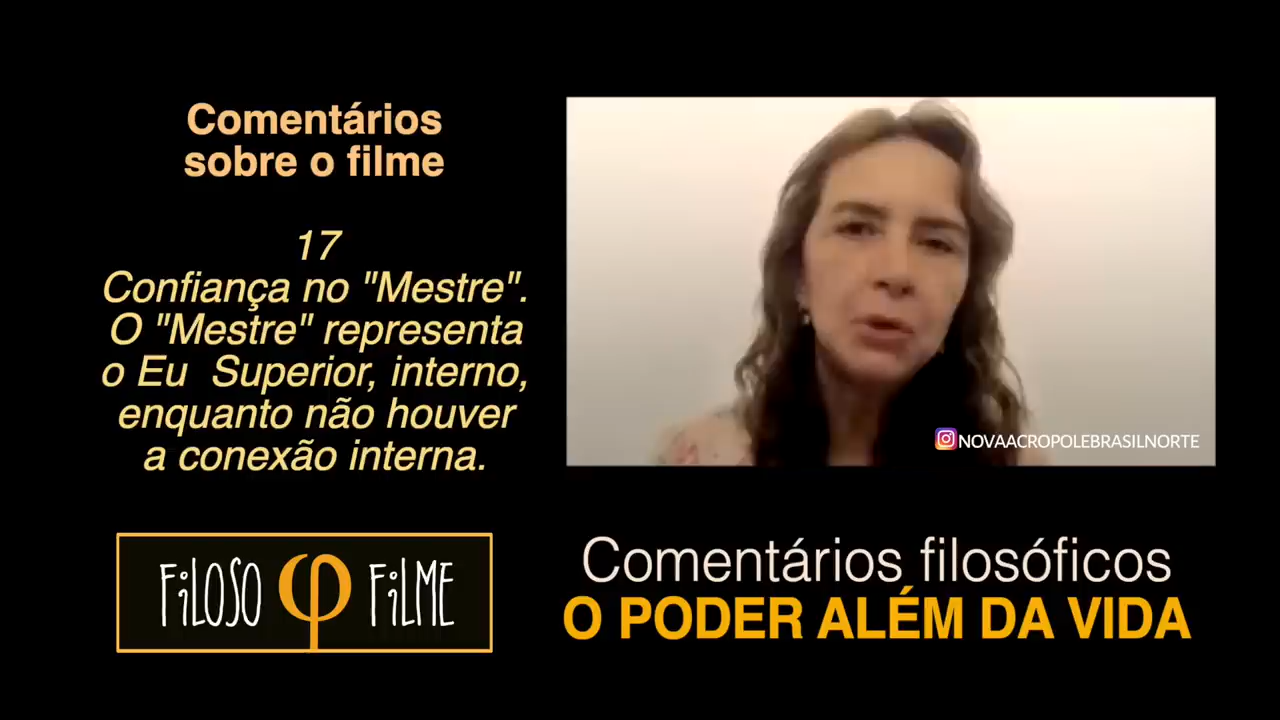 Comentários
sobre o filme
17
Confiança no "Mestre".
O "Mestre" representa
o Eu  Superior, interno,
enquanto não houver
a conexão interna.
NOVAACROPOLEBRASILNORTE
FiLOSO φ FiLME
Comentários filosóficos
O PODER ALÉM DA VIDA